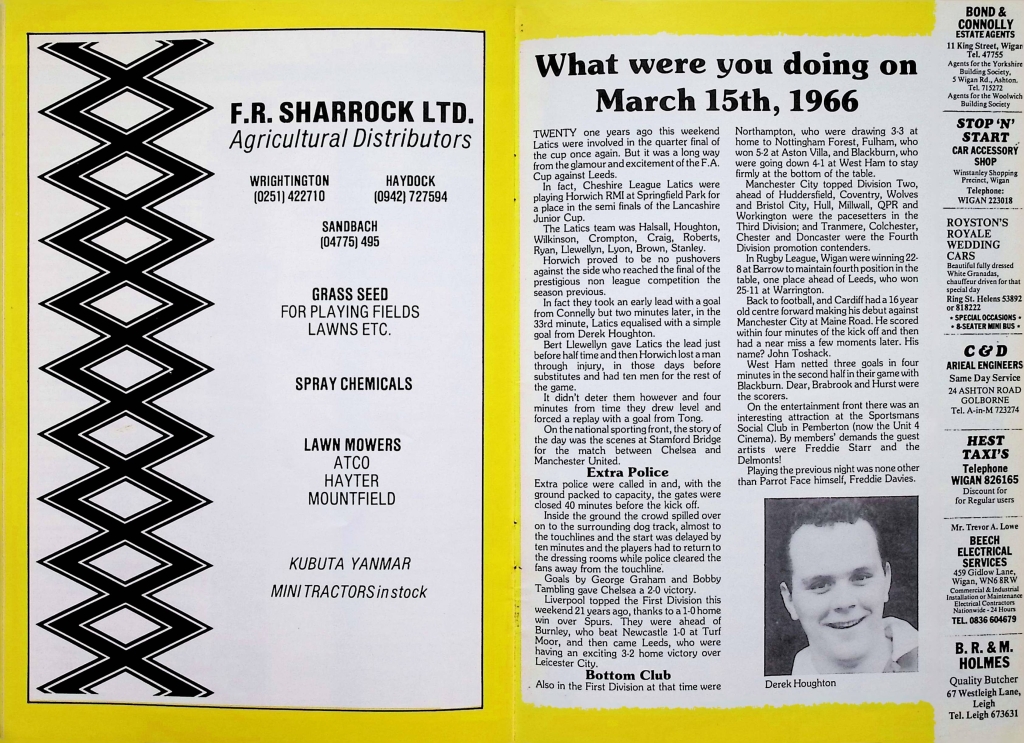 F.R. SHARROCK LTD.
Agricultural Distributors
WRIGHTINGTON
(0251) 422710
HAYDOCK
(0942) 727594
SANDBACH
(04775) 495
GRASS SEED
FOR PLAYING FIELDS
LAWNS ETC.
SPRAY CHEMICALS
LAWN MOWERS
ATCO
HAYTER
MOUNTFIELD
KUBUTA YANMAR
MINI TRACTORS in stock
What were you doing on
March 15th, 1966
TWENTY one years ago this weekend
Latics were involved in the quarter final of
the cup once again. But it was a long way
from the glamour and excitement of the F.A.
Cup against Leeds.
In fact, Cheshire League Latics were
playing Horwich RMI at Springfield Park for
a place in the semi finals of the Lancashire
Junior Cup.
The Latics team was Halsall, Houghton,
Wilkinson, Crompton, Craig, Roberts,
Ryan, Llewellyn, Lyon, Brown, Stanley.
Horwich proved to be no pushovers
against the side who reached the final of the
prestigious non league competition the
season previous.
In fact they took an early lead with a goal
from Connelly but two minutes later, in the
33rd minute, Latics equalised with a simple
goal from Derek Houghton.
Bert Llewellyn gave Latics the lead just
before half time and then Horwich lost a man
through injury, in those days before
substitutes and had ten men for the rest of
the game.
It didn't deter them however and four
minutes from time they drew level and
forced a replay with a goal from Tong.
On the national sporting front, the story of
the day was the scenes at Stamford Bridge
for the match between Chelsea and
Manchester United.
Extra Police
Extra police were called in and, with the
ground packed to capacity, the gates were
closed 40 minutes before the kick off.
Inside the ground the crowd spilled over
on to the surrounding dog track, almost to
the touchlines and the start was delayed by
ten minutes and the players had to return to
the dressing rooms while police cleared the
fans away from the touchline.
Goals by George Graham and Bobby
Tambling gave Chelsea a 2-0 victory.
Liverpool topped the First Division this
weekend 21 years ago, thanks to a 1-0 home
win over Spurs. They were ahead of
Burnley, who beat Newcastle 1-0 at Turf
Moor, and then came Leeds, who were
having an exciting 3-2 home victory over
Leicester City.
Bottom Club
Also in the First Division at that time were
Northampton, who were drawing 3-3 at
home to Nottingham Forest, Fulham, who
won 5-2 at Aston Villa, and Blackburn, who
were going down 4-1 at West Ham to stay
firmly at the bottom of the table.
Manchester City topped Division Two,
ahead of Huddersfield, Coventry, Wolves
and Bristol City, Hull, Millwall, QPR and
Workington were the pacesetters in the
Third Division; and Tranmere, Colchester,
Chester and Doncaster were the Fourth
Division promotion contenders.
In Rugby League, Wigan were winning 22-
8 at Barrow to maintain fourth position in the
table, one place ahead of Leeds, who won
25-11 at Warrington.
Back to football, and Cardiff had a 16 year
old centre forward making his debut against
Manchester City at Maine Road. He scored
within four minutes of the kick off and then
had a near miss a few moments later. His
name? John Toshack.
West Ham netted three goals in four
minutes in the second half in their game with
Blackburn. Dear, Brabrook and Hurst were
the scorers.
On the entertainment front there was an
interesting attraction at the Sportsmans
Social Club in Pemberton (now the Unit 4
Cinema). By members' demands the guest
artists were Freddie Starr and the
Delmonts!
Playing the previous night was none other
than Parrot Face himself, Freddie Davies.
Derek Houghton
BOND &
CONNOLLY
ESTATE AGENTS
11 King Street, Wigan
Tel. 47755
Agents for the Yorkshire
Building Society,
5 Wigan Rd., Ashton.
Tel. 715272
Agents for the Woolwich
Building Society
STOP 'N'
START
CAR ACCESSORY
SHOP
Winstanley Shopping
Precinct, Wigan
Telephone:
WIGAN 223018
ROYSTON'S
ROYALE
WEDDING
CARS
Beautiful fully dressed
White Granadas,
chauffeur driven for that
special day
Ring St. Helens 53892
or 818222
• SPECIAL OCCASIONS •
• 8-SEATER MINI BUS •
C & D
ARIEAL ENGINEERS
Same Day Service
24 ASHTON ROAD
GOLBORNE
Tel. A-in-M 723274
HEST
TAXI'S
Telephone
WIGAN 826165
Discount for
for Regular users
Mr. Trevor A. Lowe
BEECH
ELECTRICAL
SERVICES
459 Gidlow Lane,
Wigan, WN6 8RW
Commercial & Industrial
Installation or Maintenance
Electrical Contractors
Nationwide - 24 Hours
TEL. 0836 604679
B. R. & M.
HOLMES
Quality Butcher
67 Westleigh Lane,
Leigh
Tel. Leigh 673631